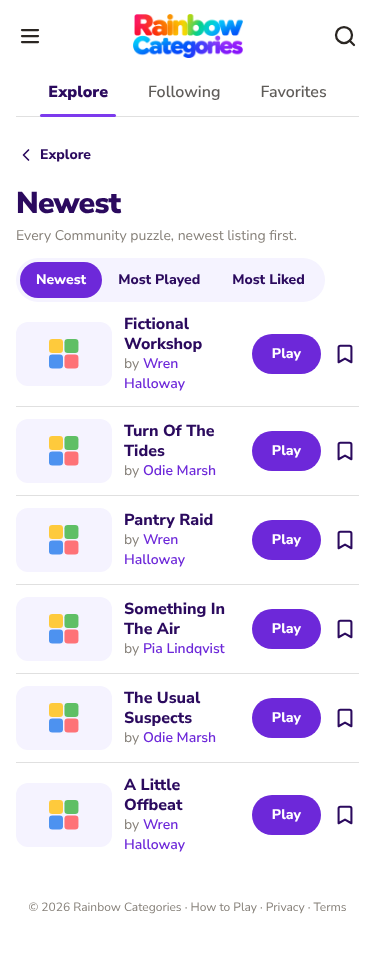 Rainbow
Categories
Explore Following Favorites
Explore
Newest
Every Community puzzle, newest listing first.
Newest Most Played Most Liked
Fictional
Workshop
by Wren
Halloway
Play
Turn Of The
Tides
by Odie Marsh
Play
Pantry Raid
by Wren
Halloway
Play
Something In
The Air
by Pia Lindqvist
Play
The Usual
Suspects
by Odie Marsh
Play
A Little
Offbeat
by Wren
Halloway
Play
© 2026 Rainbow Categories · How to Play · Privacy · Terms